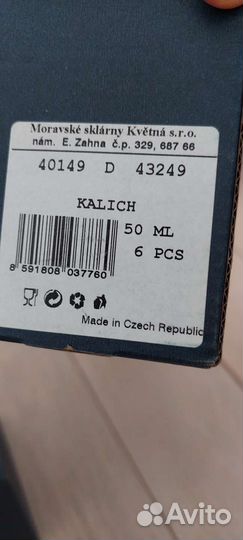 Moravské sklárny Květná s.r.o.
nám. E. Zahna č.p. 329, 687 66
40149 D 43249
KALICH
50 ML
6 PCS
8 591808 037760
Made in Czech Republic
Avito